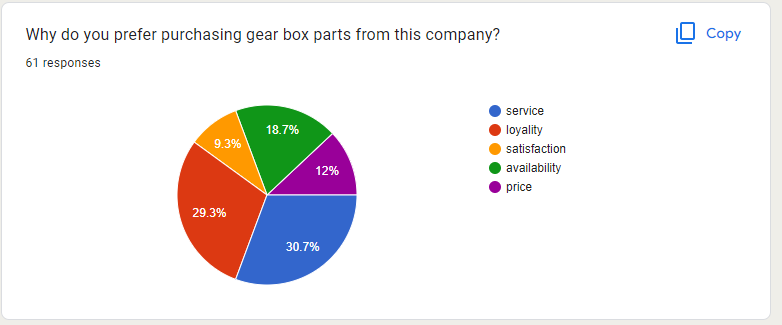 Why do you prefer purchasing gear box parts from this company?
Copy
61 responses
18.7%
9.3%
12%
29.3%
30.7%
service
loyality
satisfaction
availability
price